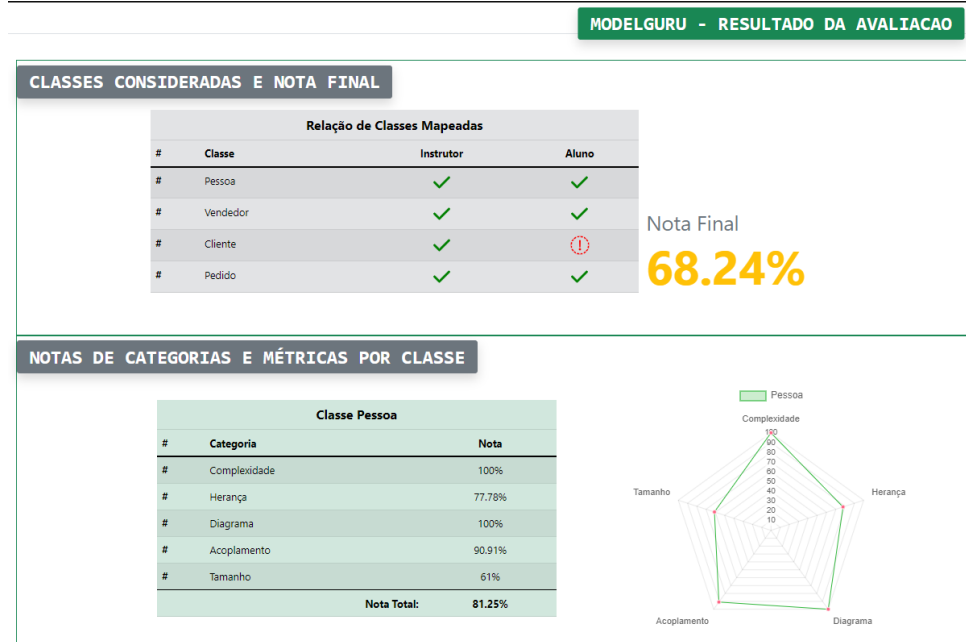 MODELGURU - RESULTADO DA AVALIACAO
CLASSES CONSIDERADAS E NOTA FINAL
Relação de Classes Mapeadas
# Classe Instrutor Aluno
# Pessoa
# Vendedor
# Cliente
# Pedido
Nota Final
68.24%
NOTAS DE CATEGORIAS E MÉTRICAS POR CLASSE
Classe Pessoa
# Categoria Nota
# Complexidade 100%
# Herança 77.78%
# Diagrama 100%
# Acoplamento 90.91%
# Tamanho 61%
Nota Total: 81.25%
Pessoa
Complexidade
100
90
80
70
60
50
40
30
20
10
Tamanho
Herança
Acoplamento
Diagrama